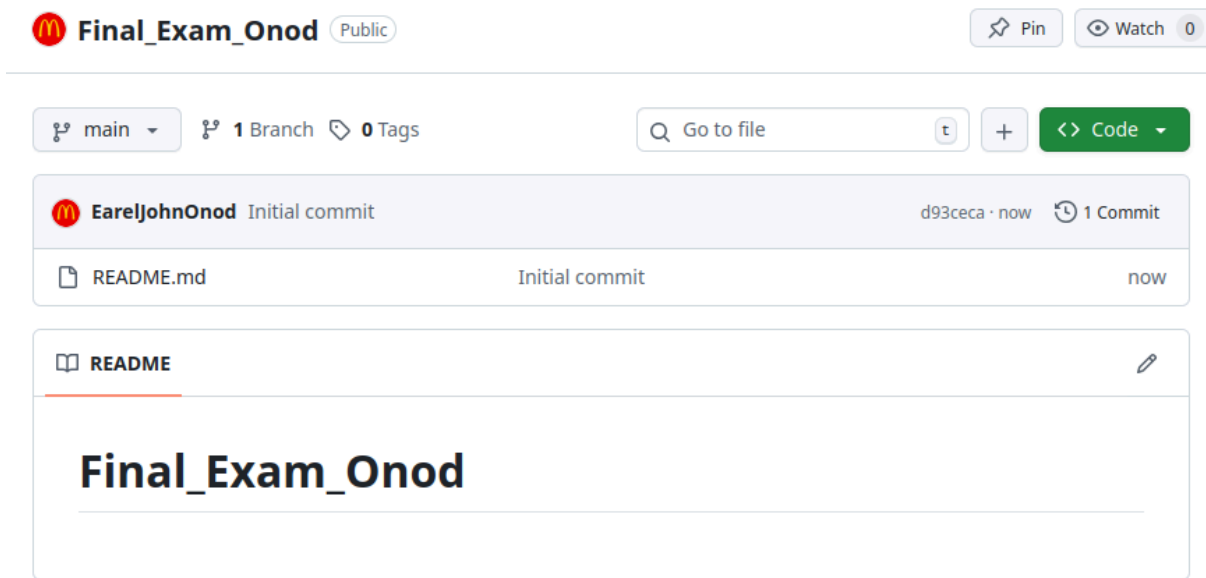 Final_Exam_Onod Public Pin Watch 0
main 1 Branch 0 Tags Go to file t + <> Code
EarelJohnOnod Initial commit d93ceca · now 1 Commit
README.md Initial commit now
README
Final_Exam_Onod